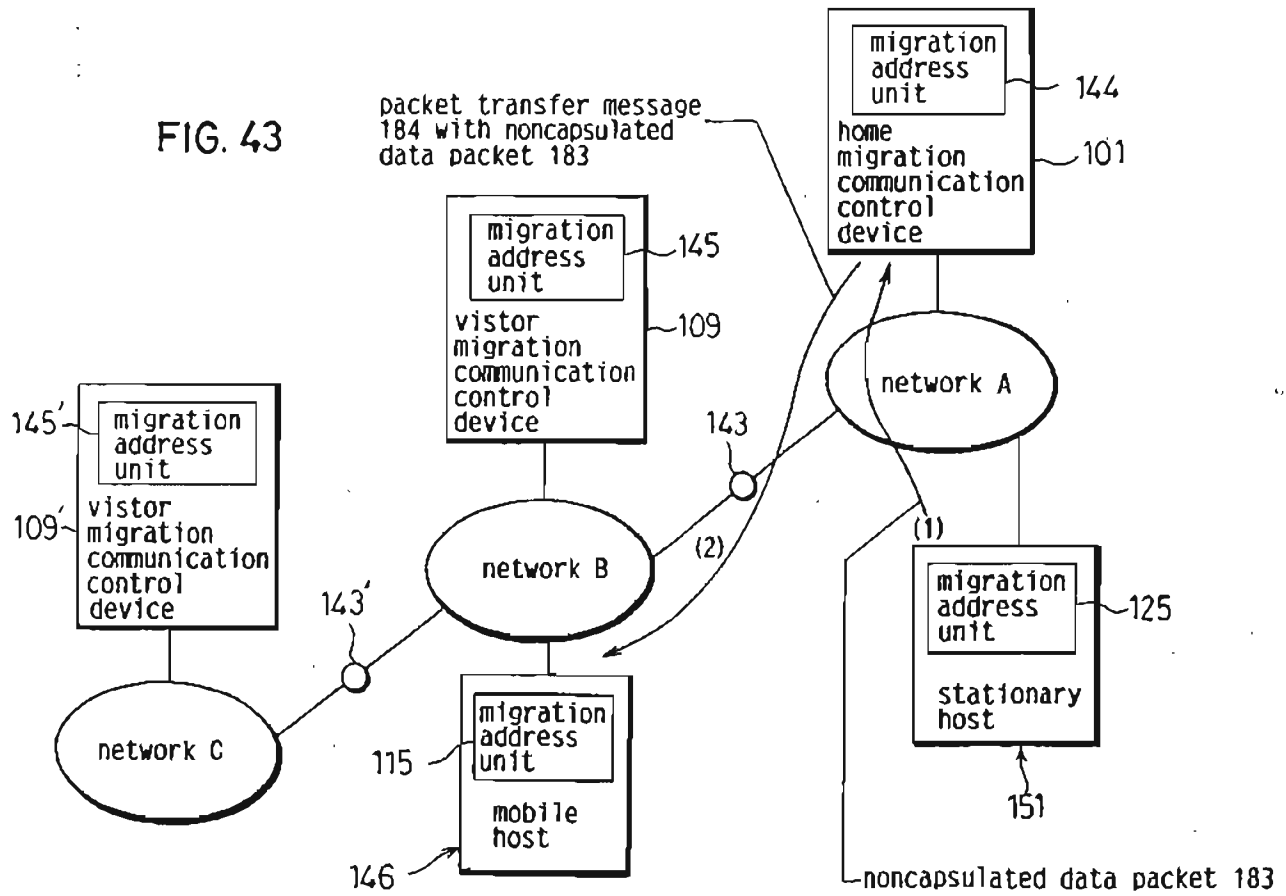 FIG. 43
packet transfer message
184 with noncapsulated
data packet 183
migration
address
unit
144
home
migration
communication
control
device
101
migration
address
unit
145
vistor
migration
communication
control
device
109
network A
143
145'
migration
address
unit
vistor
migration
communication
control
device
109'
network B
(2)
(1)
143'
migration
address
unit
125
stationary
host
151
network C
migration
address
unit
115
mobile
host
146
noncapsulated data packet 183